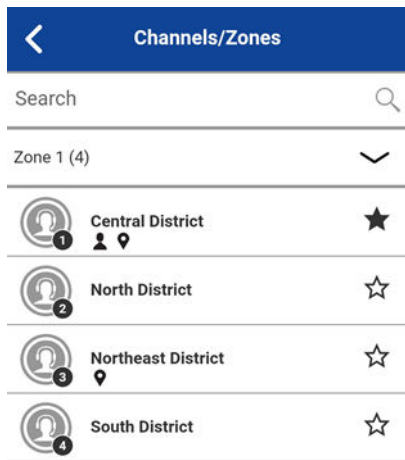 Channels/Zones
Search
Zone 1 (4)
Central District
1
North District
2
Northeast District
3
South District
4